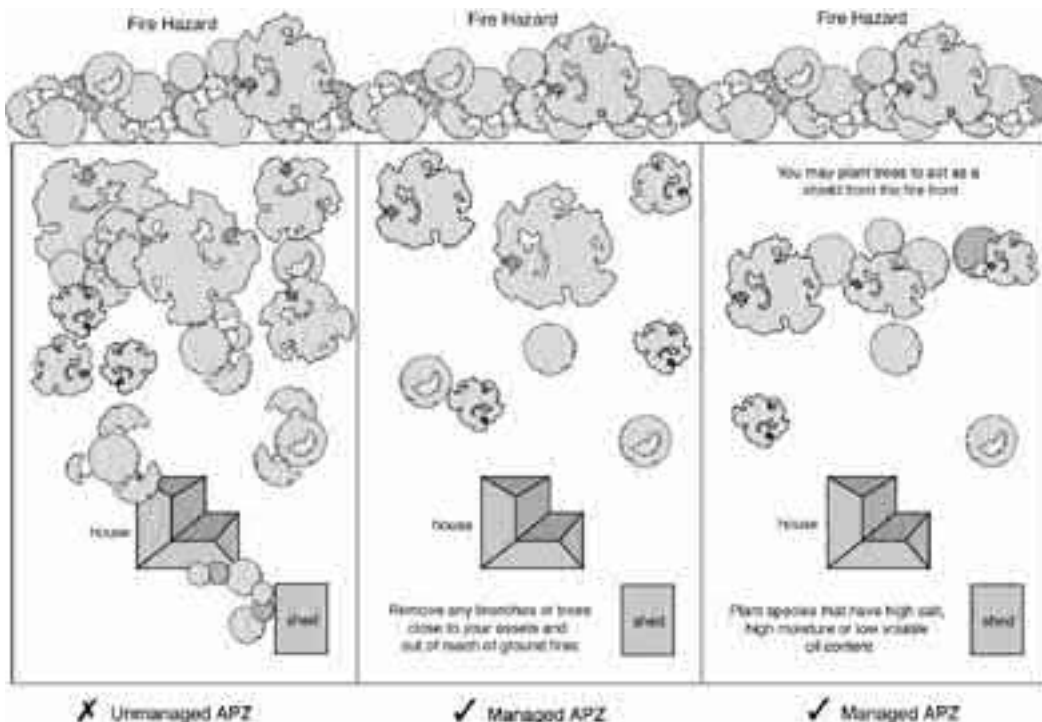 Fire Hazard
Fire Hazard
Fire Hazard
house
shed
✗ Unmanaged APZ
house
Remove any branches or trees
close to your assets and
out of reach of ground fires
shed
✓ Managed APZ
You may plant trees to act as a
shield from the fire front
house
Plant species that have high salt,
high moisture or low volatile
oil content
shed
✓ Managed APZ